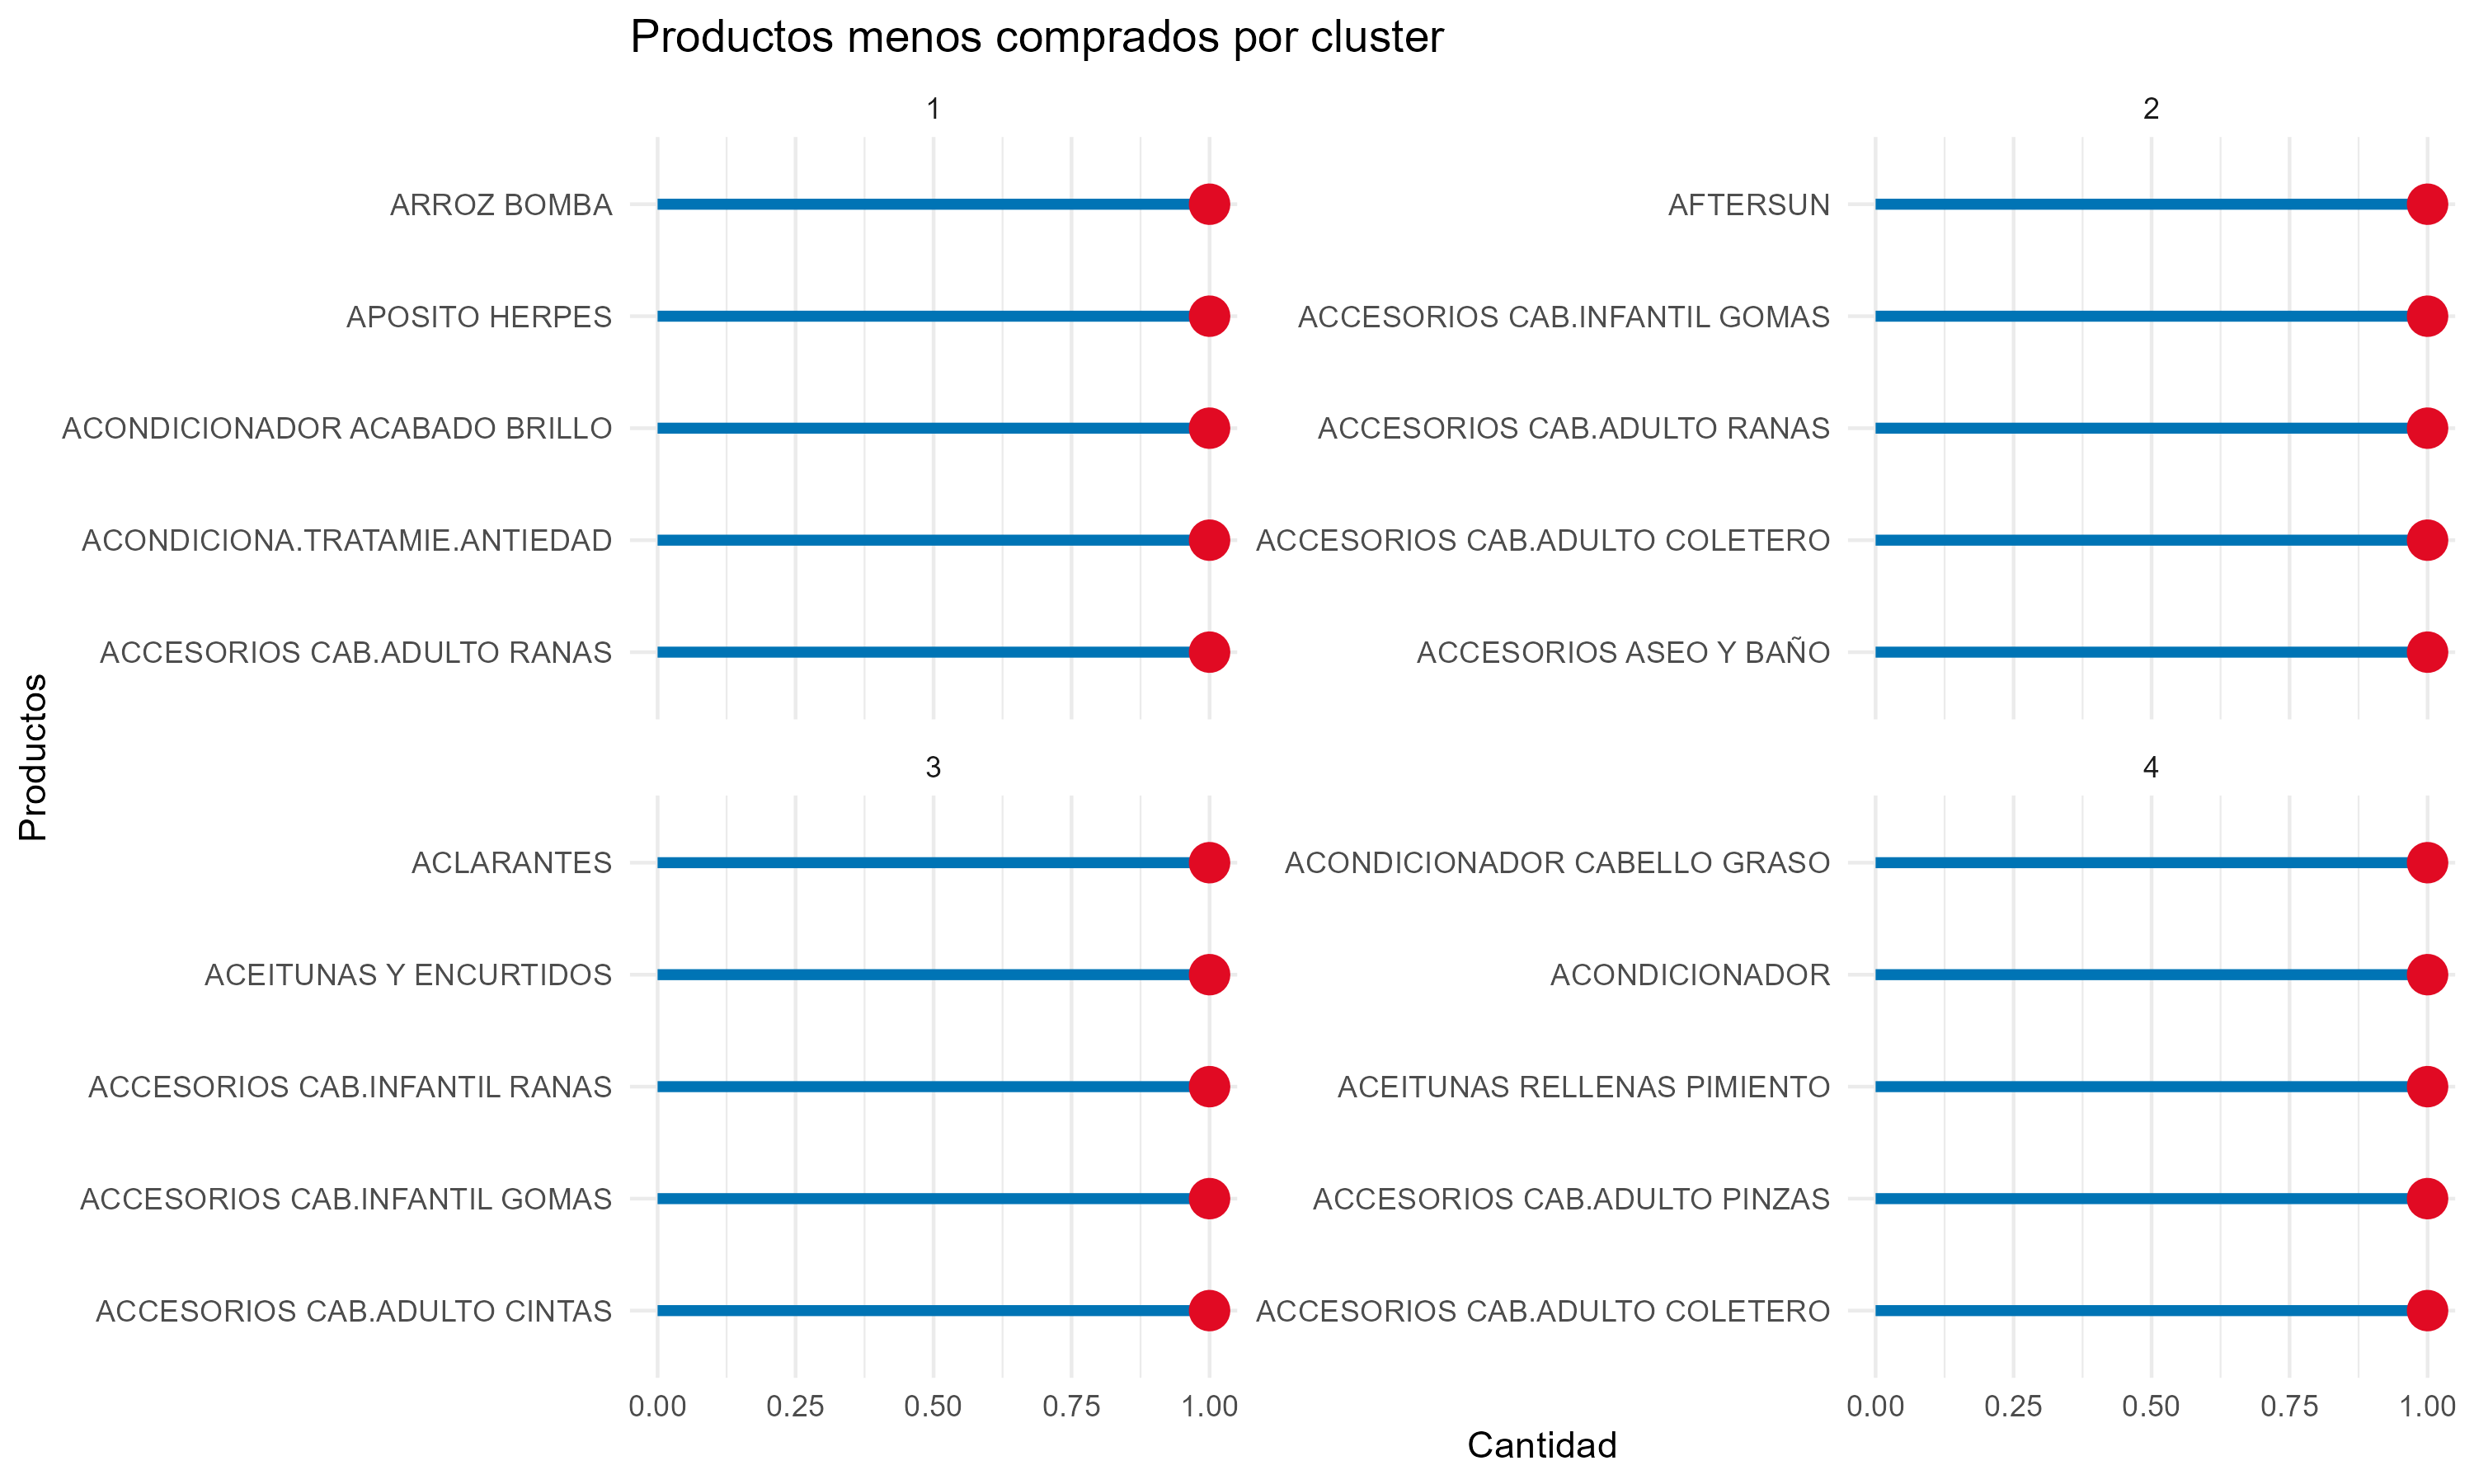 Productos menos comprados por cluster
1
ARROZ BOMBA
APOSITO HERPES
ACONDICIONADOR ACABADO BRILLO
ACONDICIONA.TRATAMIE.ANTIEDAD
ACCESORIOS CAB.ADULTO RANAS
2
AFTERSUN
ACCESORIOS CAB.INFANTIL GOMAS
ACCESORIOS CAB.ADULTO RANAS
ACCESORIOS CAB.ADULTO COLETERO
ACCESORIOS ASEO Y BAÑO
Productos
3
ACLARANTES
ACEITUNAS Y ENCURTIDOS
ACCESORIOS CAB.INFANTIL RANAS
ACCESORIOS CAB.INFANTIL GOMAS
ACCESORIOS CAB.ADULTO CINTAS
0.00 0.25 0.50 0.75 1.00
4
ACONDICIONADOR CABELLO GRASO
ACONDICIONADOR
ACEITUNAS RELLENAS PIMIENTO
ACCESORIOS CAB.ADULTO PINZAS
ACCESORIOS CAB.ADULTO COLETERO
0.00 0.25 0.50 0.75 1.00
Cantidad